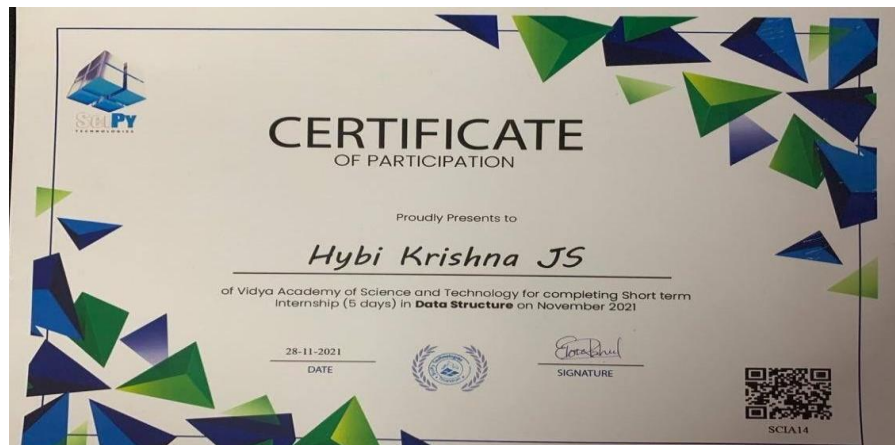 SciPy
TECHNOLOGIES
CERTIFICATE
OF PARTICIPATION
Proudly Presents to
Hybi Krishna JS
of Vidya Academy of Science and Technology for completing Short term
Internship (5 days) in Data Structure on November 2021
28-11-2021
DATE
SIGNATURE
SCIA14